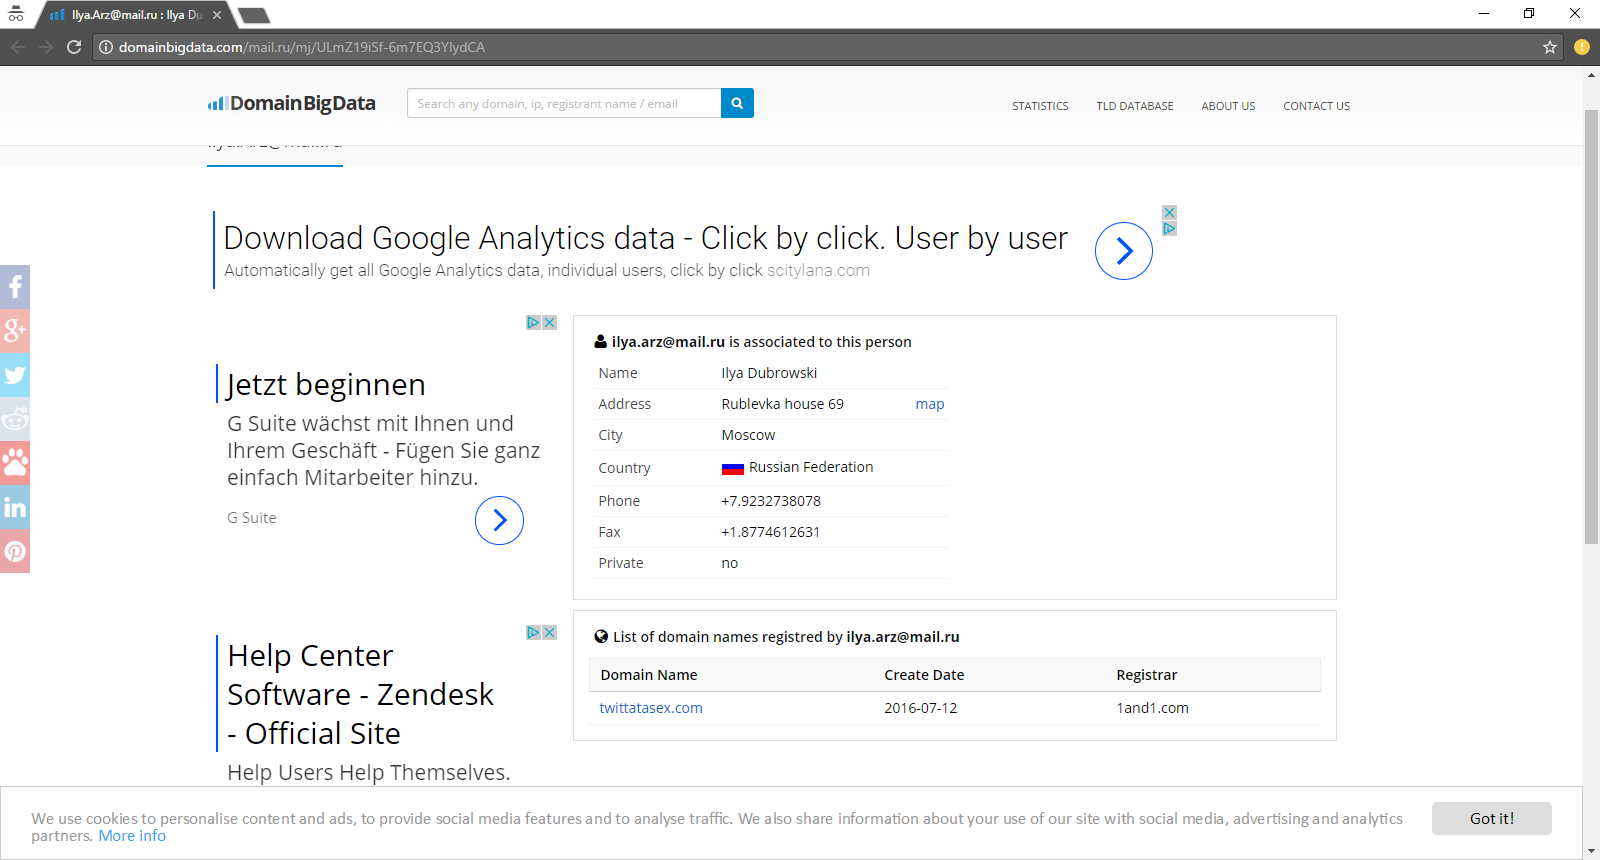 Ilya.Arz@mail.ru : Ilya Du
domainbigdata.com/mail.ru/mj/ULmZ19iSf-6m7EQ3YlydCA
DomainBigData
Search any domain, ip, registrant name / email
STATISTICS
TLD DATABASE
ABOUT US
CONTACT US
Download Google Analytics data - Click by click. User by user
Automatically get all Google Analytics data, individual users, click by click scitylana.com
Jetzt beginnen
G Suite wächst mit Ihnen und
Ihrem Geschäft - Fügen Sie ganz
einfach Mitarbeiter hinzu.
G Suite
ilya.arz@mail.ru is associated to this person
Name Ilya Dubrowski
Address Rublevka house 69 map
City Moscow
Country Russian Federation
Phone +7.9232738078
Fax +1.8774612631
Private no
Help Center
Software - Zendesk
- Official Site
Help Users Help Themselves.
List of domain names registred by ilya.arz@mail.ru
Domain Name Create Date Registrar
twittatasex.com 2016-07-12 1and1.com
We use cookies to personalise content and ads, to provide social media features and to analyse traffic. We also share information about your use of our site with social media, advertising and analytics
partners. More info
Got it!